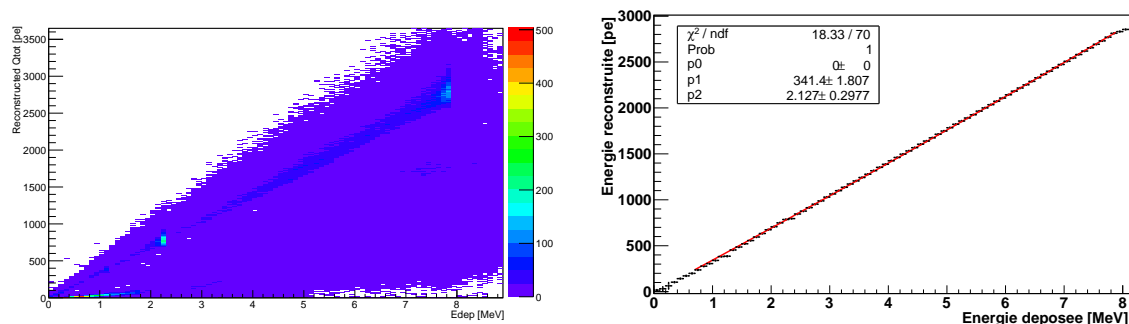 Reconstructed Qtot [pe]
3500
3000
2500
2000
1500
1000
500
0
0 1 2 3 4 5 6 7 8
Edep [MeV]
500
400
300
200
100
0
Energie reconstruite [pe]
3000
2500
2000
1500
1000
500
0
χ² / ndf 18.33 / 70
Prob 1
p0 0± 0
p1 341.4± 1.807
p2 2.127± 0.2977
0 1 2 3 4 5 6 7 8
Energie deposee [MeV]